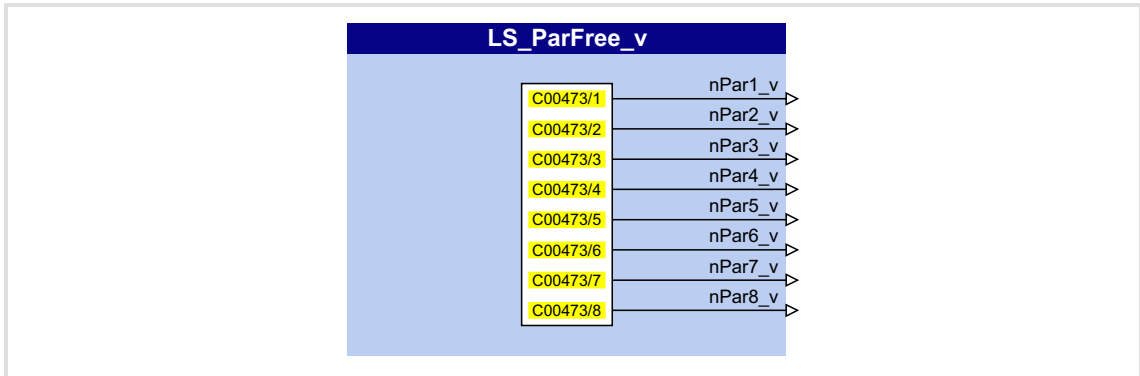 LS_ParFree_v
C00473/1 nPar1_v
C00473/2 nPar2_v
C00473/3 nPar3_v
C00473/4 nPar4_v
C00473/5 nPar5_v
C00473/6 nPar6_v
C00473/7 nPar7_v
C00473/8 nPar8_v